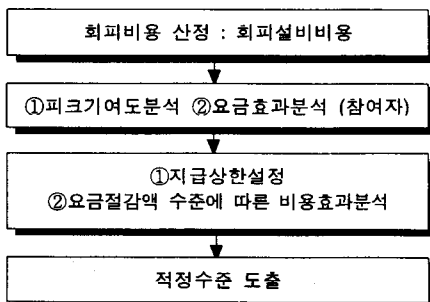 회피비용 산정 : 회피설비비용
①피크기여도분석 ②요금효과분석 (참여자)
①지급상한설정
②요금절감액 수준에 따른 비용효과분석
적정수준 도출